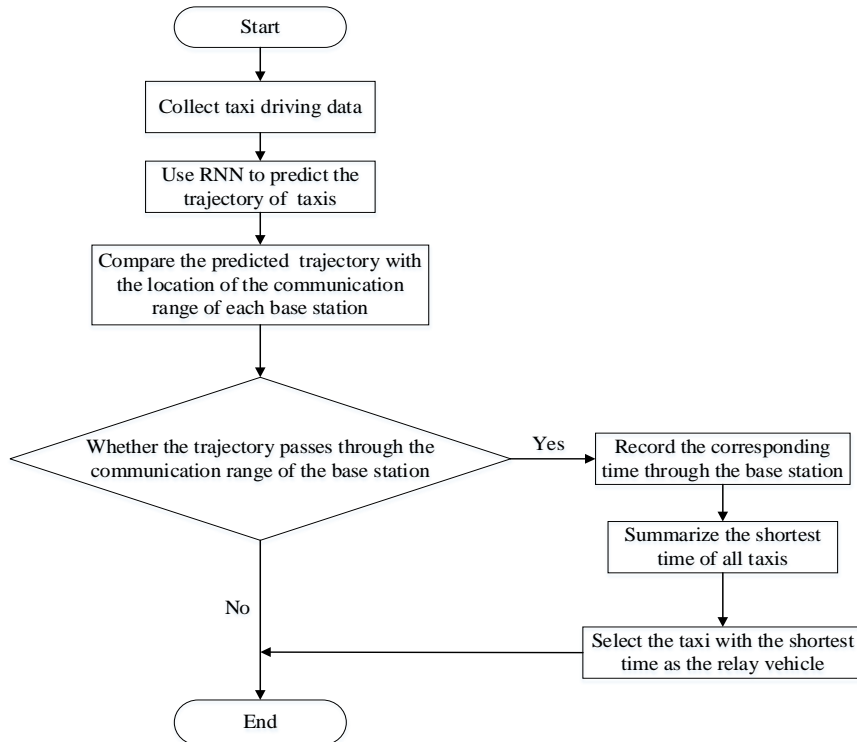 Start
Collect taxi driving data
Use RNN to predict the
trajectory of taxis
Compare the predicted trajectory with
the location of the communication
range of each base station
Whether the trajectory passes through the
communication range of the base station
Yes
Record the corresponding
time through the base station
Summarize the shortest
time of all taxis
No
Select the taxi with the shortest
time as the relay vehicle
End